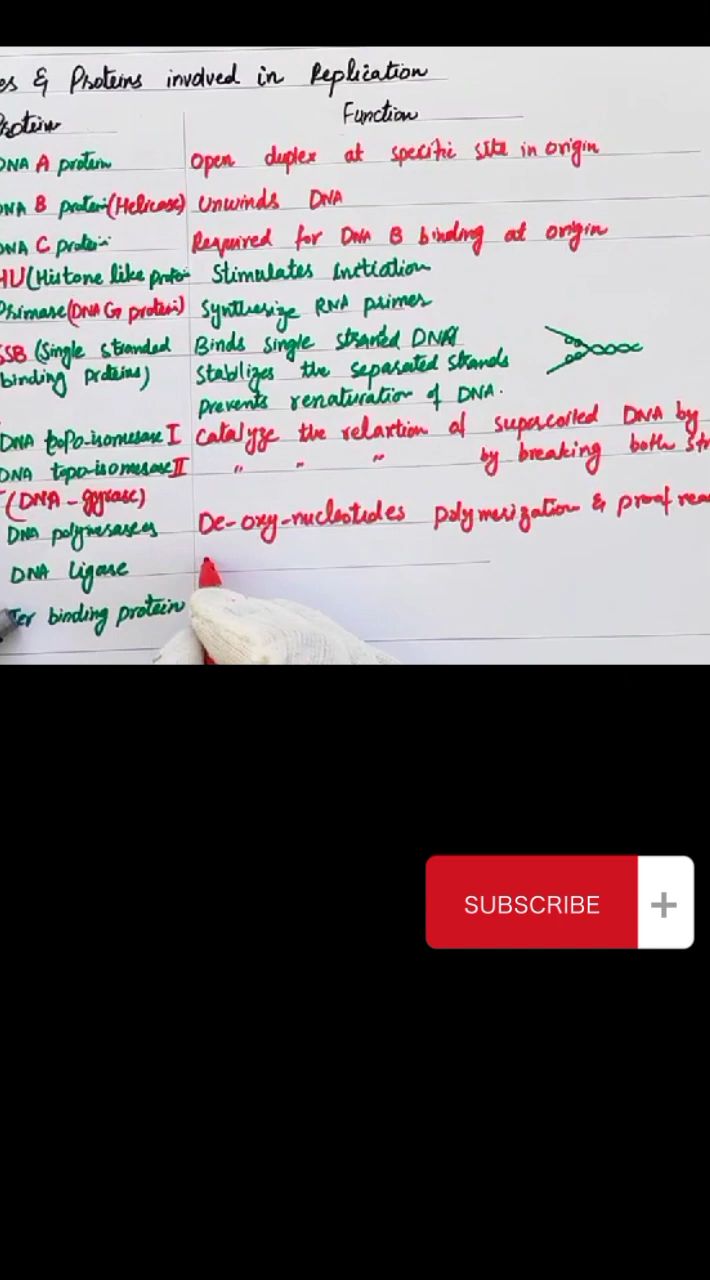 es & Proteins involved in Replication
Protein Function
DNA A protein Open duplex at specific site in origin
DNA B protein (Helicase) Unwinds DNA
DNA C protein Required for DNA B binding at origin
HU (Histone like protein Stimulates Initiation
Primase (DNA G protein) Synthesize RNA primer
SSB (Single stranded Binds single stranded DNA
binding proteins) Stablizes the separated strands
prevents renaturation of DNA.
DNA topo-isomerase I Catalyze the relaxtion of supercoiled DNA by
DNA topo-isomerase II " " " by breaking both str
(DNA - gyrase)
DNA polymerases De-oxy-nucleotides polymerization & proof rea
DNA ligase
Ter binding protein
SUBSCRIBE +